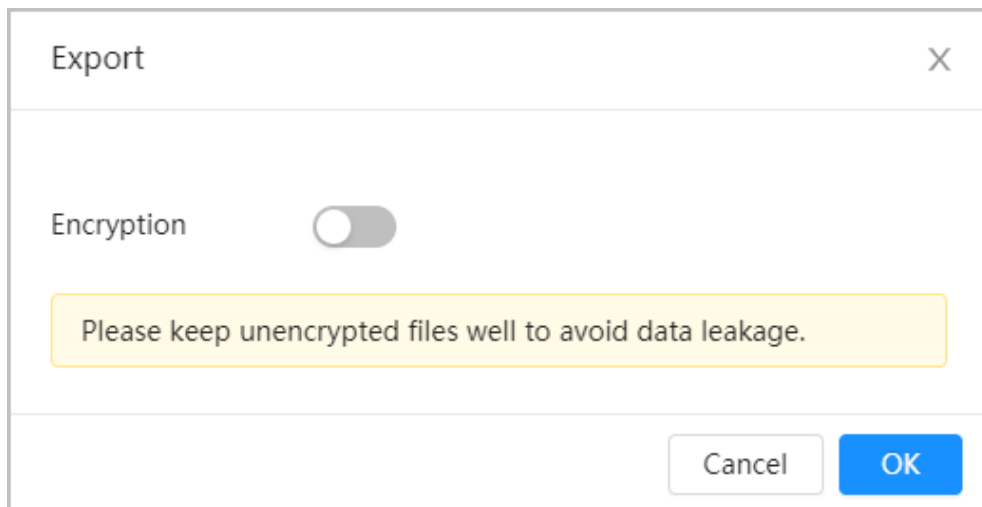 Export
Encryption
Please keep unencrypted files well to avoid data leakage.
Cancel
OK